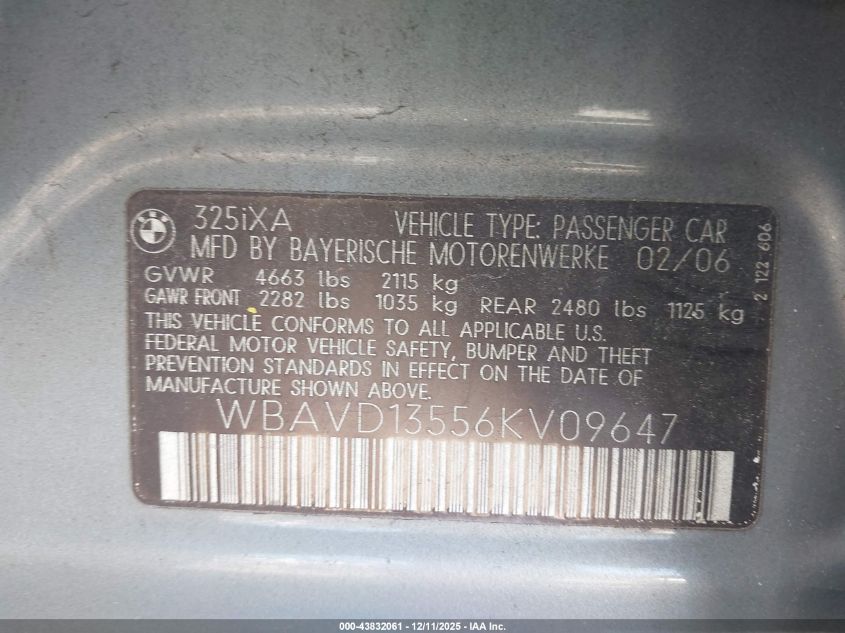 BMW
325iXA VEHICLE TYPE: PASSENGER CAR
MFD BY BAYERISCHE MOTORENWERKE 02/06
GVWR 4663 lbs 2115 kg
GAWR FRONT 2282 lbs 1035 kg REAR 2480 lbs 1125 kg
THIS VEHICLE CONFORMS TO ALL APPLICABLE U.S.
FEDERAL MOTOR VEHICLE SAFETY, BUMPER AND THEFT
PREVENTION STANDARDS IN EFFECT ON THE DATE OF
MANUFACTURE SHOWN ABOVE.
WBAVD13556KV09647
2 122 606
000-43832061 - 12/11/2025 - IAA Inc.